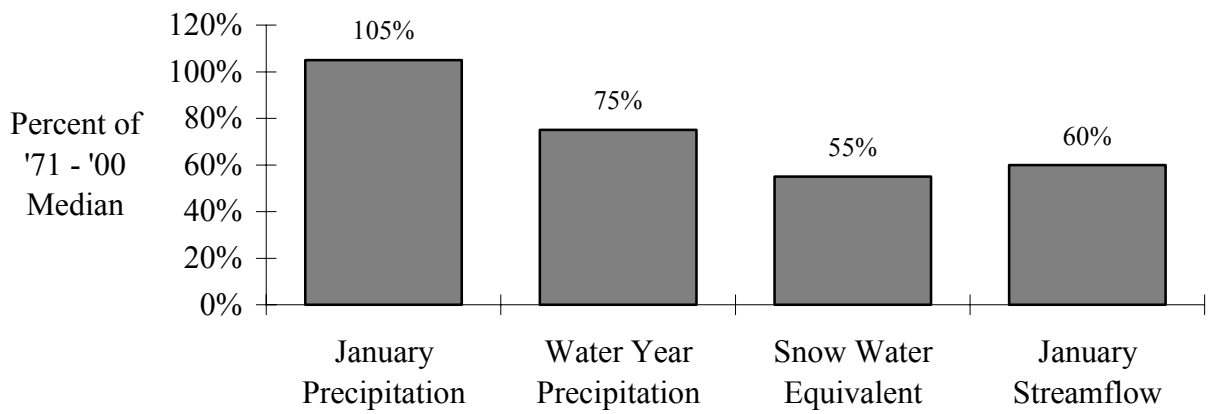 120%
100%
80%
60%
40%
20%
0%
Percent of
'71 - '00
Median
105%
75%
55%
60%
January
Precipitation
Water Year
Precipitation
Snow Water
Equivalent
January
Streamflow